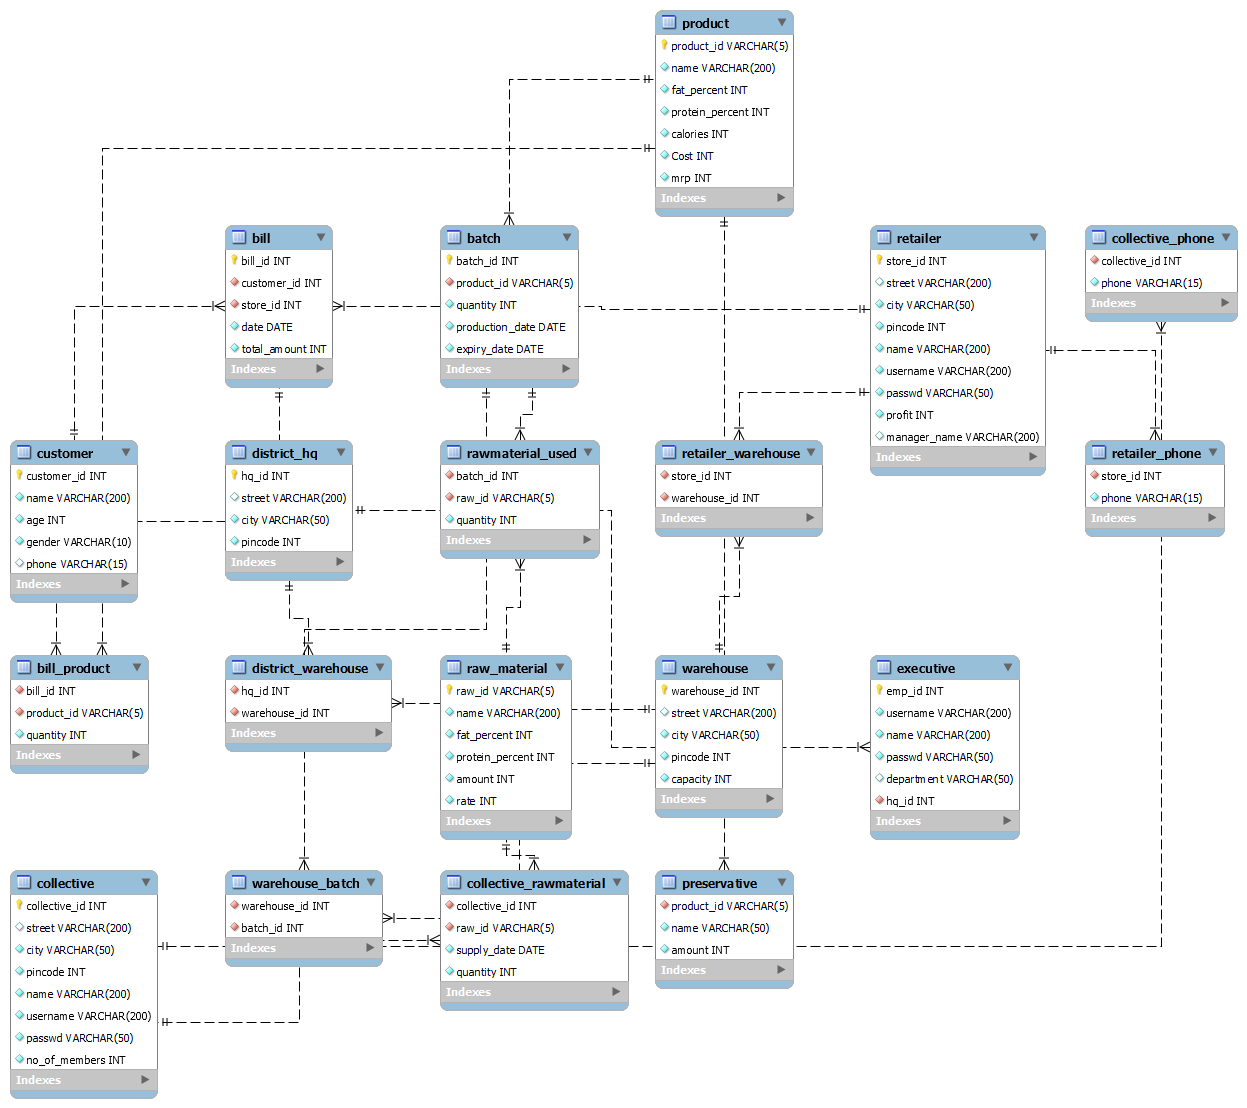 product
product_id VARCHAR(5)
name VARCHAR(200)
fat_percent INT
protein_percent INT
calories INT
Cost INT
mrp INT
Indexes
bill
bill_id INT
customer_id INT
store_id INT
date DATE
total_amount INT
Indexes
batch
batch_id INT
product_id VARCHAR(5)
quantity INT
production_date DATE
expiry_date DATE
Indexes
retailer
store_id INT
street VARCHAR(200)
city VARCHAR(50)
pincode INT
name VARCHAR(200)
username VARCHAR(200)
passwd VARCHAR(50)
profit INT
manager_name VARCHAR(200)
Indexes
collective_phone
collective_id INT
phone VARCHAR(15)
Indexes
customer
customer_id INT
name VARCHAR(200)
age INT
gender VARCHAR(10)
phone VARCHAR(15)
Indexes
district_hq
hq_id INT
street VARCHAR(200)
city VARCHAR(50)
pincode INT
Indexes
rawmaterial_used
batch_id INT
raw_id VARCHAR(5)
quantity INT
Indexes
retailer_warehouse
store_id INT
warehouse_id INT
Indexes
retailer_phone
store_id INT
phone VARCHAR(15)
Indexes
bill_product
bill_id INT
product_id VARCHAR(5)
quantity INT
Indexes
district_warehouse
hq_id INT
warehouse_id INT
Indexes
raw_material
raw_id VARCHAR(5)
name VARCHAR(200)
fat_percent INT
protein_percent INT
amount INT
rate INT
Indexes
warehouse
warehouse_id INT
street VARCHAR(200)
city VARCHAR(50)
pincode INT
capacity INT
Indexes
executive
emp_id INT
username VARCHAR(200)
name VARCHAR(200)
passwd VARCHAR(50)
department VARCHAR(50)
hq_id INT
Indexes
collective
collective_id INT
street VARCHAR(200)
city VARCHAR(50)
pincode INT
name VARCHAR(200)
username VARCHAR(200)
passwd VARCHAR(50)
no_of_members INT
Indexes
warehouse_batch
warehouse_id INT
batch_id INT
Indexes
collective_rawmaterial
collective_id INT
raw_id VARCHAR(5)
supply_date DATE
quantity INT
Indexes
preservative
product_id VARCHAR(5)
name VARCHAR(50)
amount INT
Indexes